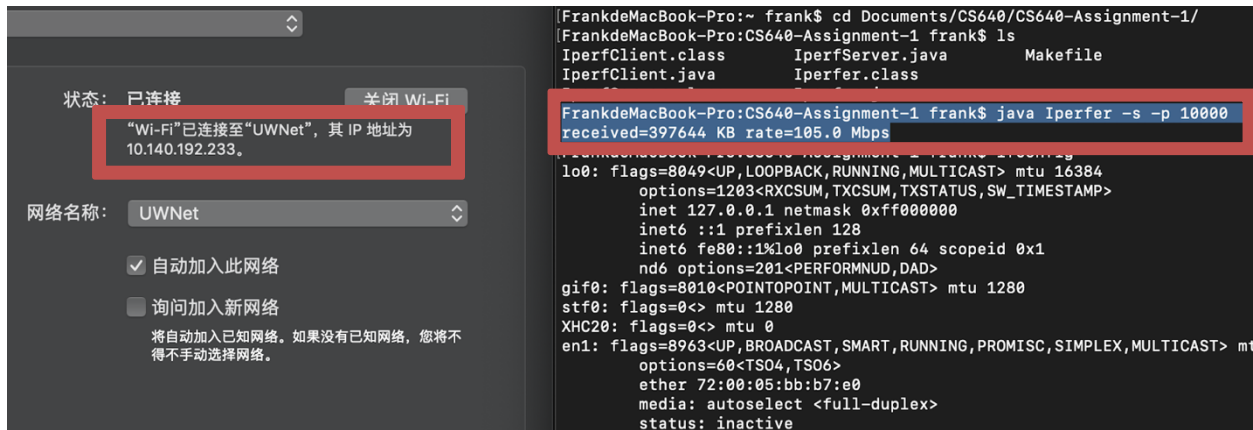 状态:
已连接
关闭 Wi-Fi
“Wi-Fi”已连接至“UWNet”，其 IP 地址为
10.140.192.233。
网络名称:
UWNet
自动加入此网络
询问加入新网络
将自动加入已知网络。如果没有已知网络，您将不
得不手动选择网络。
[FrankdeMacBook-Pro:~ frank$ cd Documents/CS640/CS640-Assignment-1/
[FrankdeMacBook-Pro:CS640-Assignment-1 frank$ ls
IperfClient.class IperfServer.java Makefile
IperfClient.java Iperfer.class
FrankdeMacBook-Pro:CS640-Assignment-1 frank$ java Iperfer -s -p 10000
received=397644 KB rate=105.0 Mbps
[FrankdeMacBook-Pro:CS640-Assignment-1 frank$ ifconfig
lo0: flags=8049<UP,LOOPBACK,RUNNING,MULTICAST> mtu 16384
options=1203<RXCSUM,TXCSUM,TXSTATUS,SW_TIMESTAMP>
inet 127.0.0.1 netmask 0xff000000
inet6 ::1 prefixlen 128
inet6 fe80::1%lo0 prefixlen 64 scopeid 0x1
nd6 options=201<PERFORMNUD,DAD>
gif0: flags=8010<POINTOPOINT,MULTICAST> mtu 1280
stf0: flags=0<> mtu 1280
XHC20: flags=0<> mtu 0
en1: flags=8963<UP,BROADCAST,SMART,RUNNING,PROMISC,SIMPLEX,MULTICAST> mt
options=60<TSO4,TSO6>
ether 72:00:05:bb:b7:e0
media: autoselect <full-duplex>
status: inactive